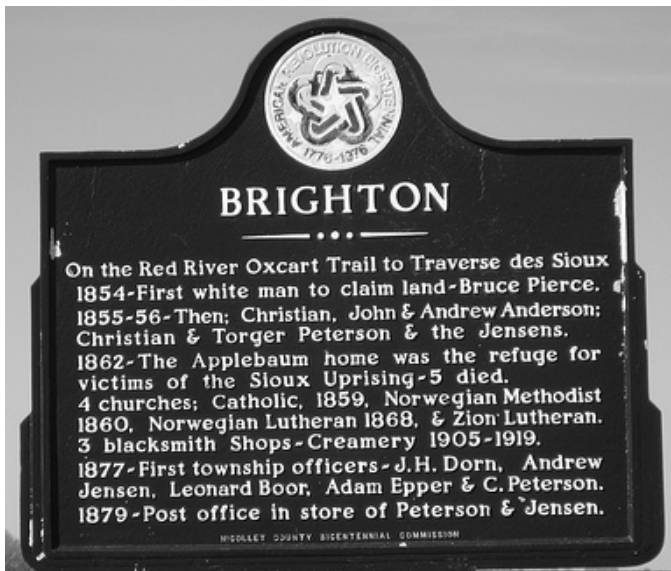 AMERICAN REVOLUTION BICENTENNIAL
1776-1976
BRIGHTON
On the Red River Oxcart Trail to Traverse des Sioux
1854-First white man to claim land-Bruce Pierce.
1855-56-Then; Christian, John & Andrew Anderson;
Christian & Torger Peterson & the Jensens.
1862-The Applebaum home was the refuge for
victims of the Sioux Uprising-5 died.
4 churches; Catholic, 1859, Norwegian Methodist
1860, Norwegian Lutheran 1868, & Zion Lutheran.
3 blacksmith Shops-Creamery 1905-1919.
1877-First township officers-J.H. Dorn, Andrew
Jensen, Leonard Boor, Adam Epper & C. Peterson.
1879-Post office in store of Peterson & Jensen.
NICOLLET COUNTY BICENTENNIAL COMMISSION